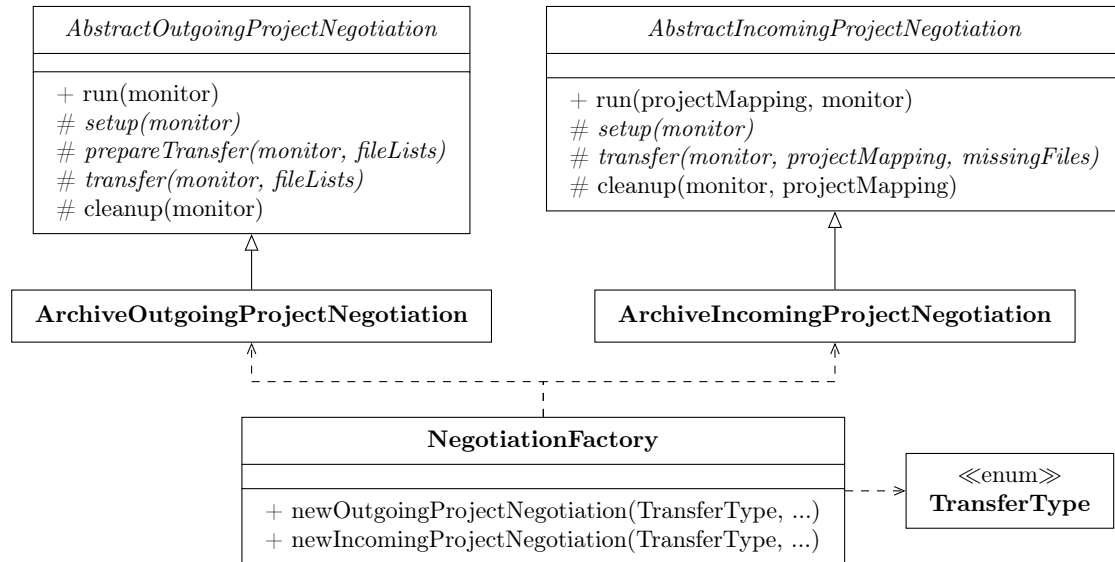 AbstractOutgoingProjectNegotiation
+ run(monitor)
# setup(monitor)
# prepareTransfer(monitor, fileLists)
# transfer(monitor, fileLists)
# cleanup(monitor)
AbstractIncomingProjectNegotiation
+ run(projectMapping, monitor)
# setup(monitor)
# transfer(monitor, projectMapping, missingFiles)
# cleanup(monitor, projectMapping)
ArchiveOutgoingProjectNegotiation
ArchiveIncomingProjectNegotiation
NegotiationFactory
+ newOutgoingProjectNegotiation(TransferType, ...)
+ newIncomingProjectNegotiation(TransferType, ...)
≪enum≫
TransferType